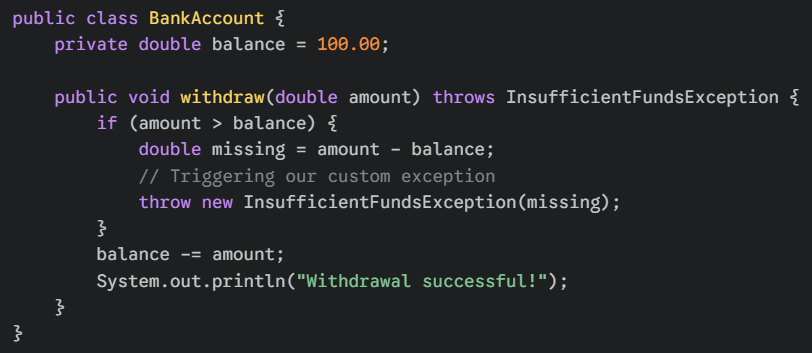 public class BankAccount {
    private double balance = 100.00;

    public void withdraw(double amount) throws InsufficientFundsException {
        if (amount > balance) {
            double missing = amount - balance;
            // Triggering our custom exception
            throw new InsufficientFundsException(missing);
        }
        balance -= amount;
        System.out.println("Withdrawal successful!");
    }
}